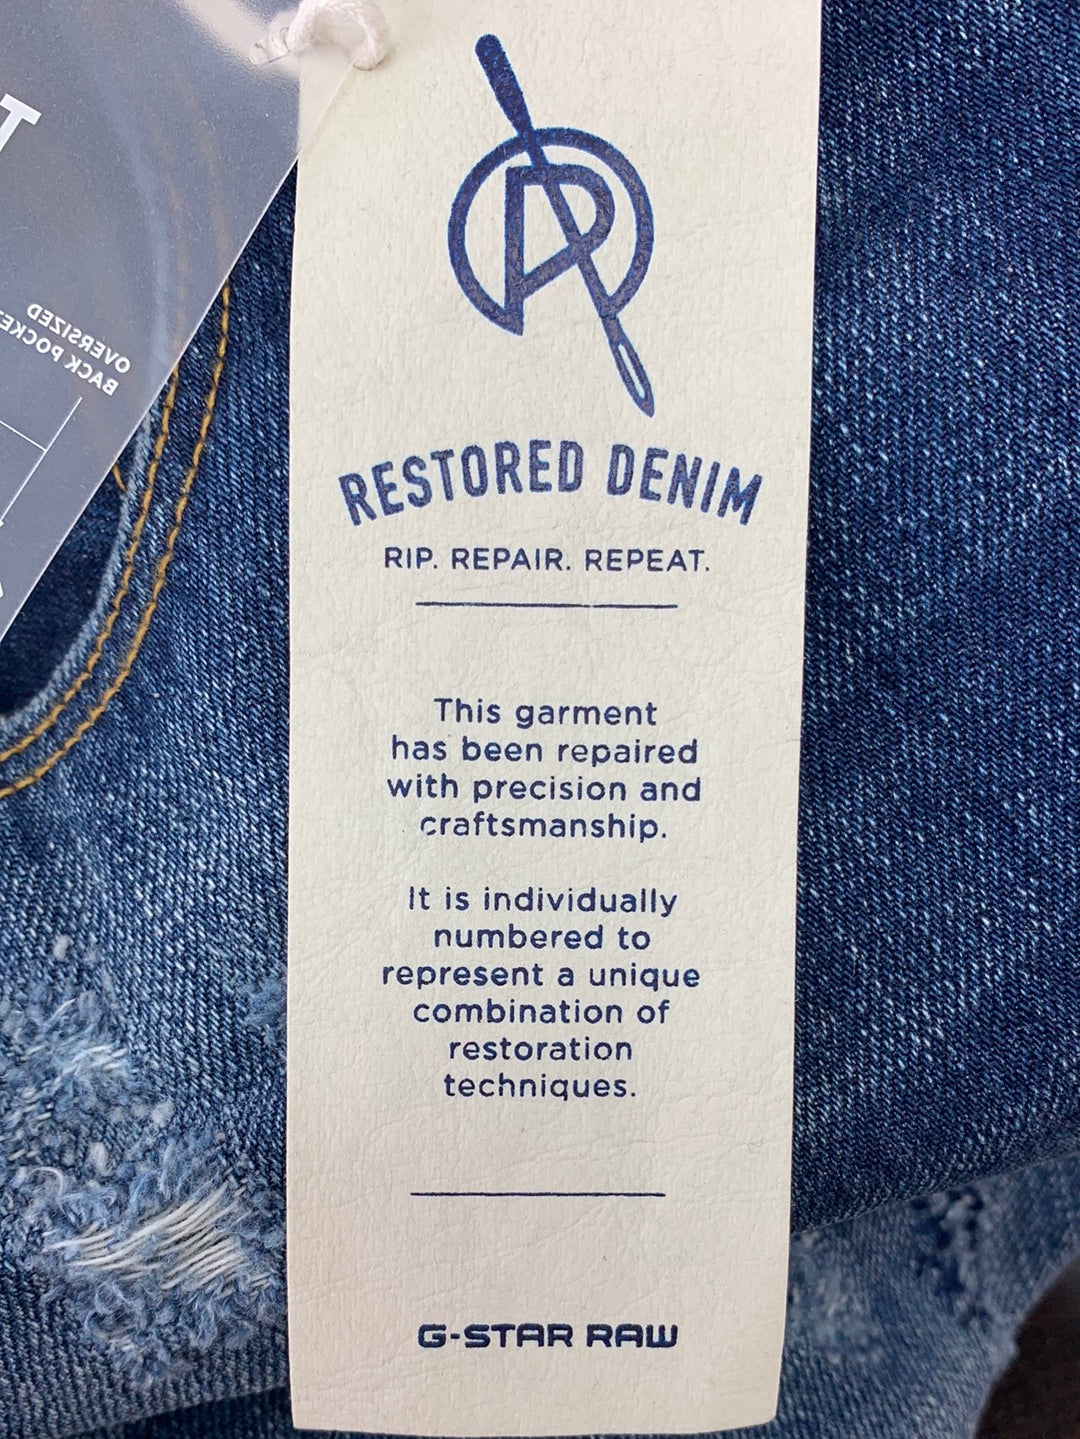 OVERSIZED
BACK
RESTORED DENIM
RIP. REPAIR. REPEAT.
This garment
has been repaired
with precision and
craftsmanship.
It is individually
numbered to
represent a unique
combination of
restoration
techniques.
G-STAR RAW